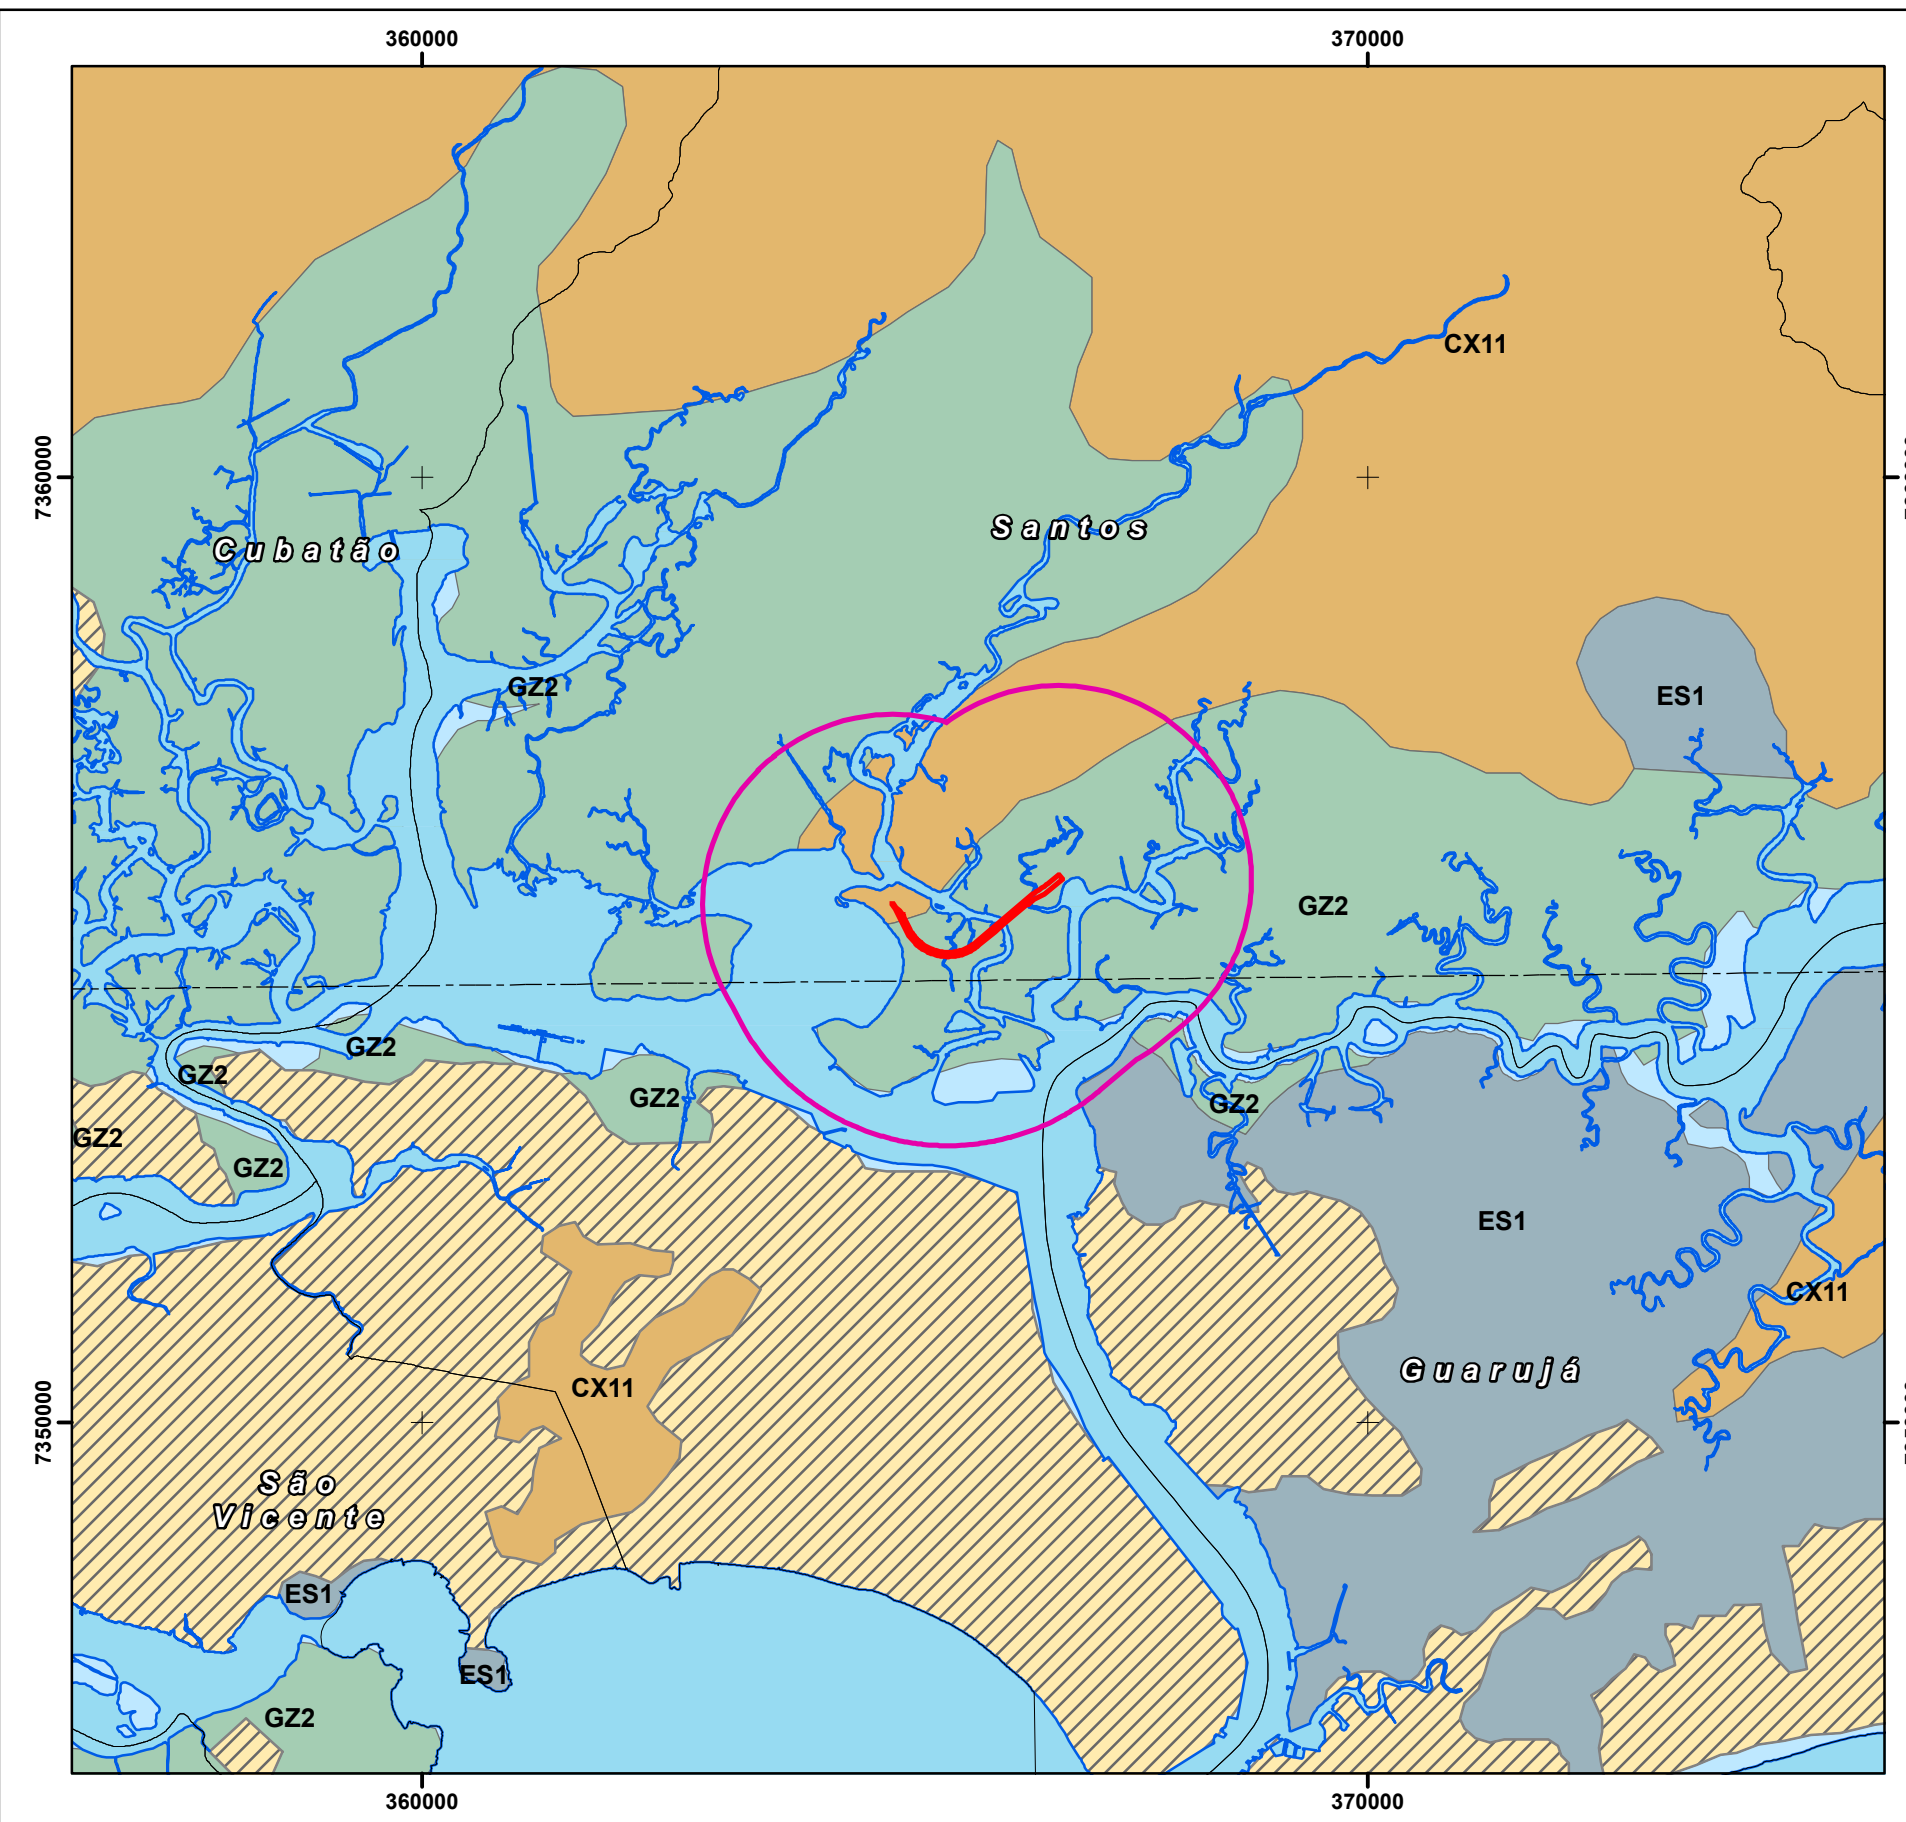 360000
370000
CX11
7360000
Santos
Cubatão
GZ2
ES1
GZ2
GZ2
GZ2
GZ2
GZ2
GZ2
GZ2
ES1
CX11
Guarujá
CX11
7350000
São
Vicente
ES1
ES1
GZ2
360000
370000